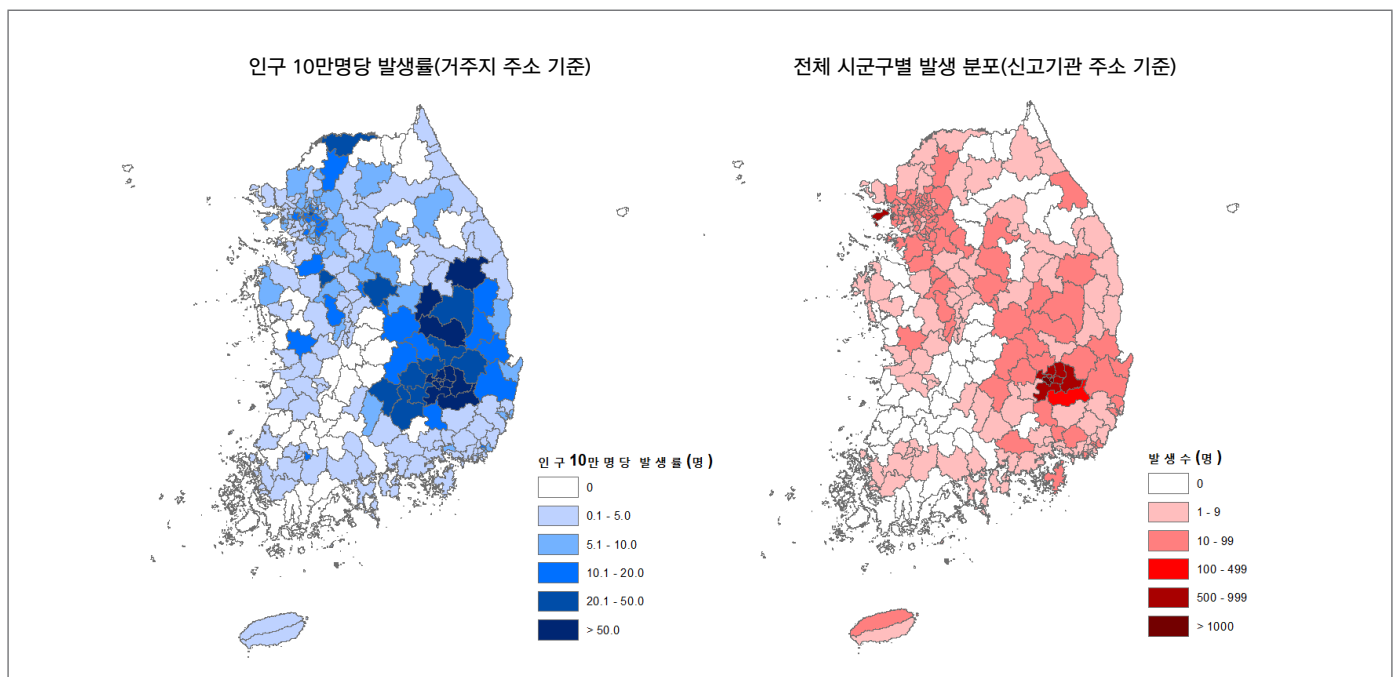 인구 10만명당 발생률(거주지 주소 기준)
전체 시군구별 발생 분포(신고기관 주소 기준)
인구 10만명당 발생률(명)
0
0.1 - 5.0
5.1 - 10.0
10.1 - 20.0
20.1 - 50.0
> 50.0
발생수(명)
0
1 - 9
10 - 99
100 - 499
500 - 999
> 1000